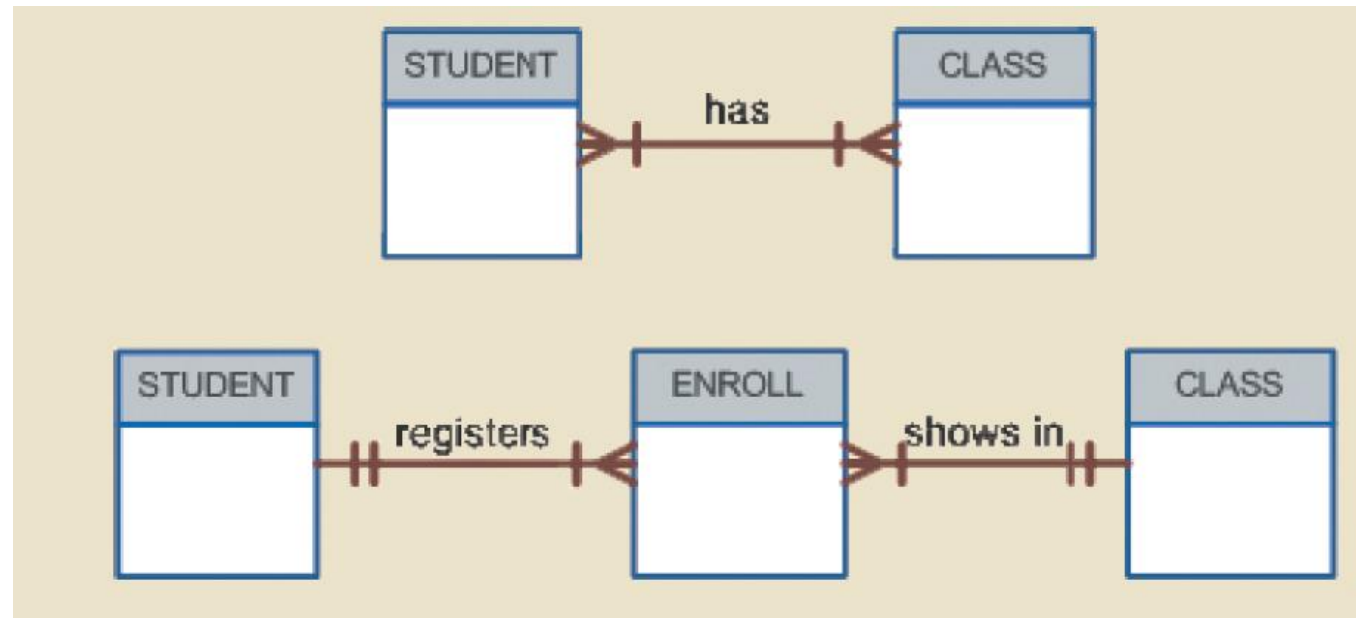 STUDENT
CLASS
has
STUDENT
ENROLL
CLASS
registers
shows in